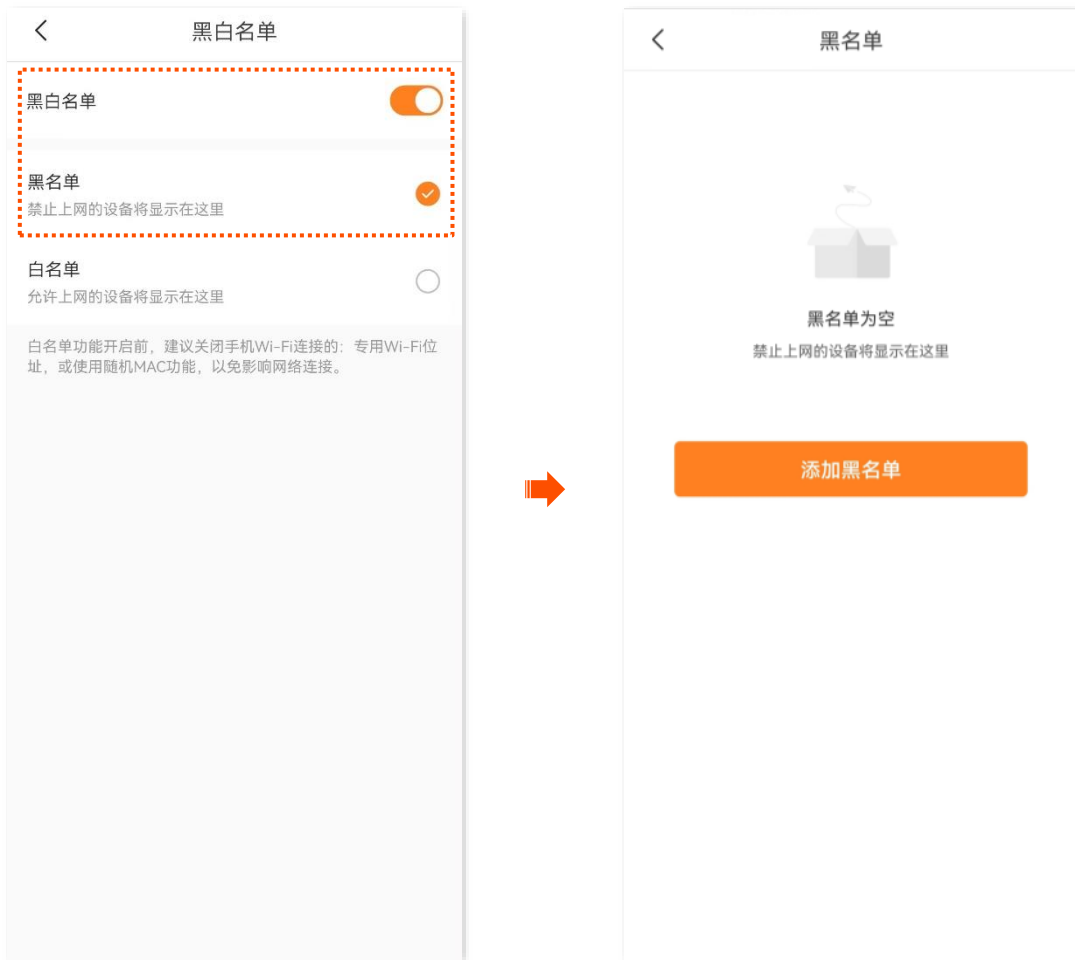 黑白名单
黑白名单
黑名单
禁止上网的设备将显示在这里
白名单
允许上网的设备将显示在这里
白名单功能开启前，建议关闭手机Wi-Fi连接的：专用Wi-Fi位
址，或使用随机MAC功能，以免影响网络连接。
黑名单
黑名单为空
禁止上网的设备将显示在这里
添加黑名单